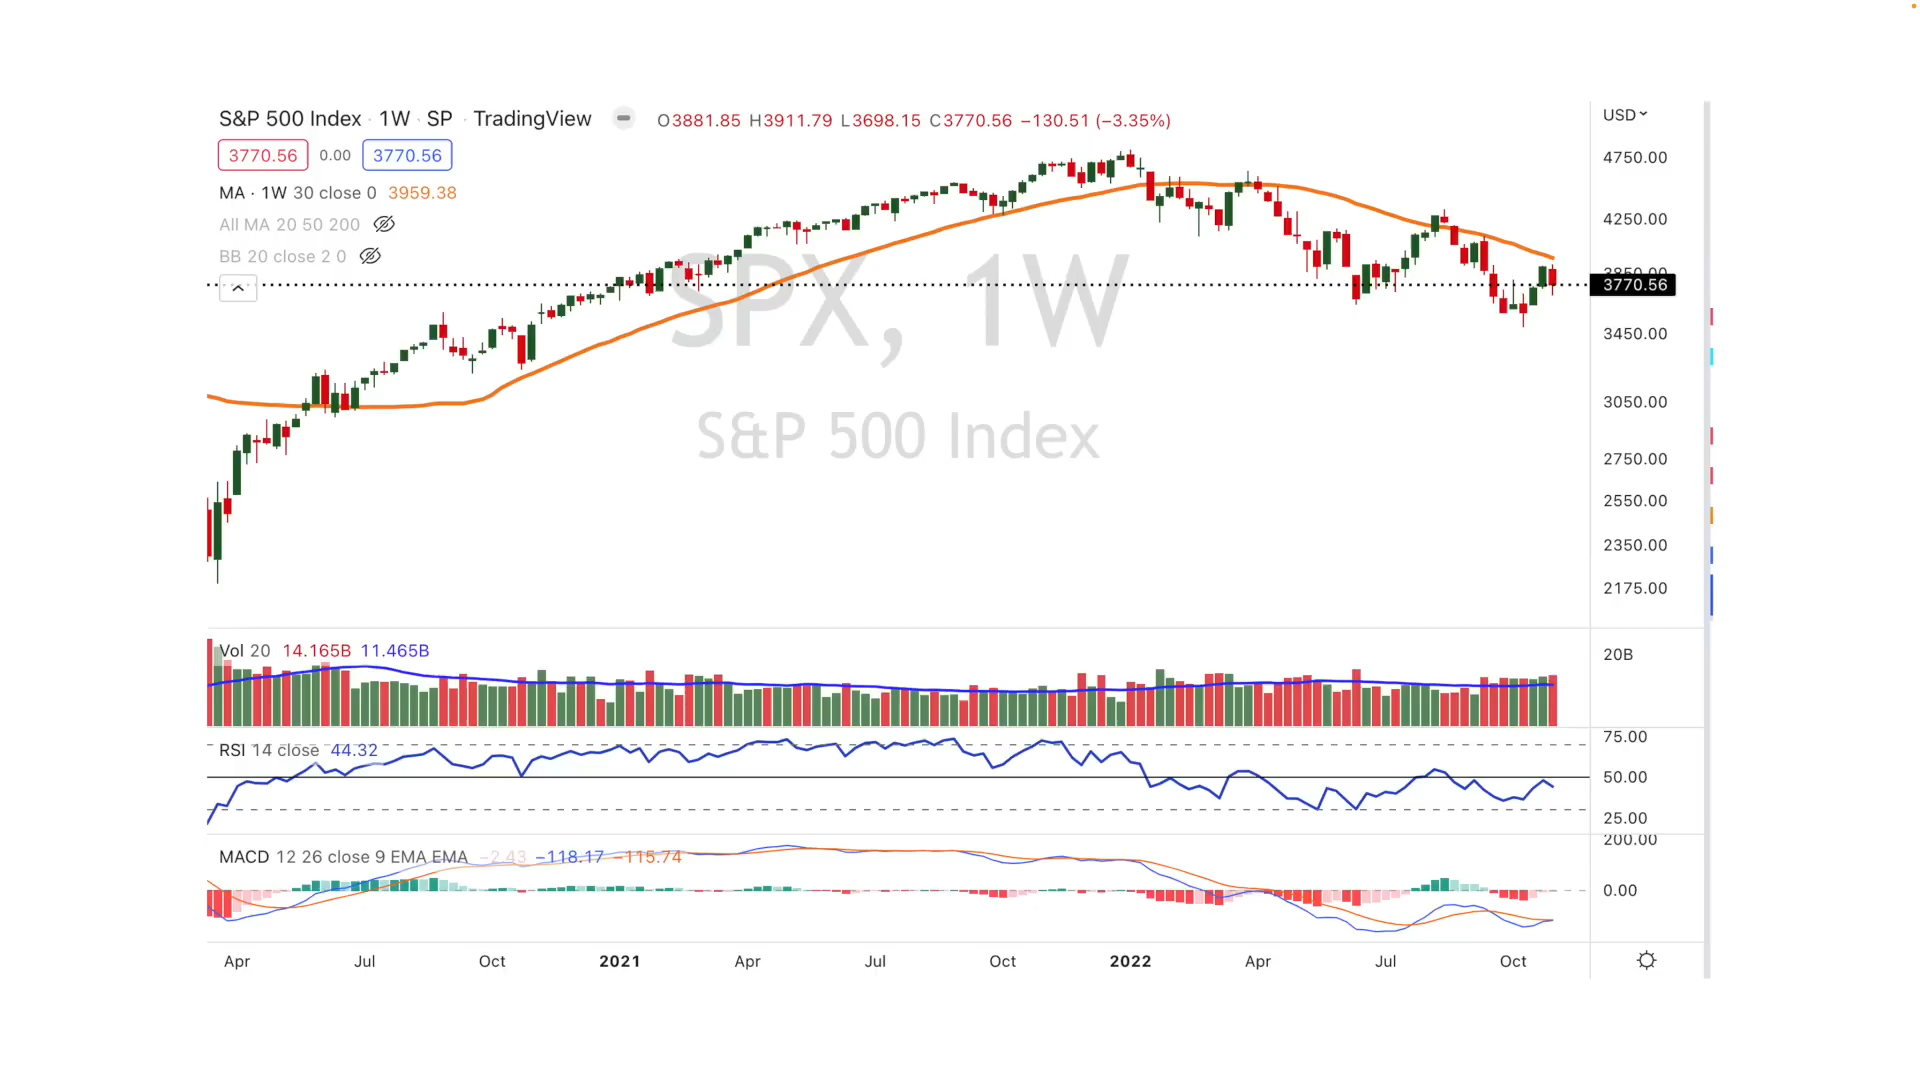 S&P 500 Index · 1W · SP · TradingView O3881.85 H3911.79 L3698.15 C3770.56 −130.51 (−3.35%)
USD
3770.56 0.00 3770.56
MA · 1W 30 close 0 3959.38
All MA 20 50 200
BB 20 close 2 0
4750.00
4250.00
3850.00
3770.56
3450.00
3050.00
2750.00
2550.00
2350.00
2175.00
SPX, 1W
S&P 500 Index
Vol 20 14.165B 11.465B
20B
RSI 14 close 44.32
75.00
50.00
25.00
MACD 12 26 close 9 EMA EMA −2.43 −118.17 −115.74
200.00
0.00
Apr Jul Oct 2021 Apr Jul Oct 2022 Apr Jul Oct